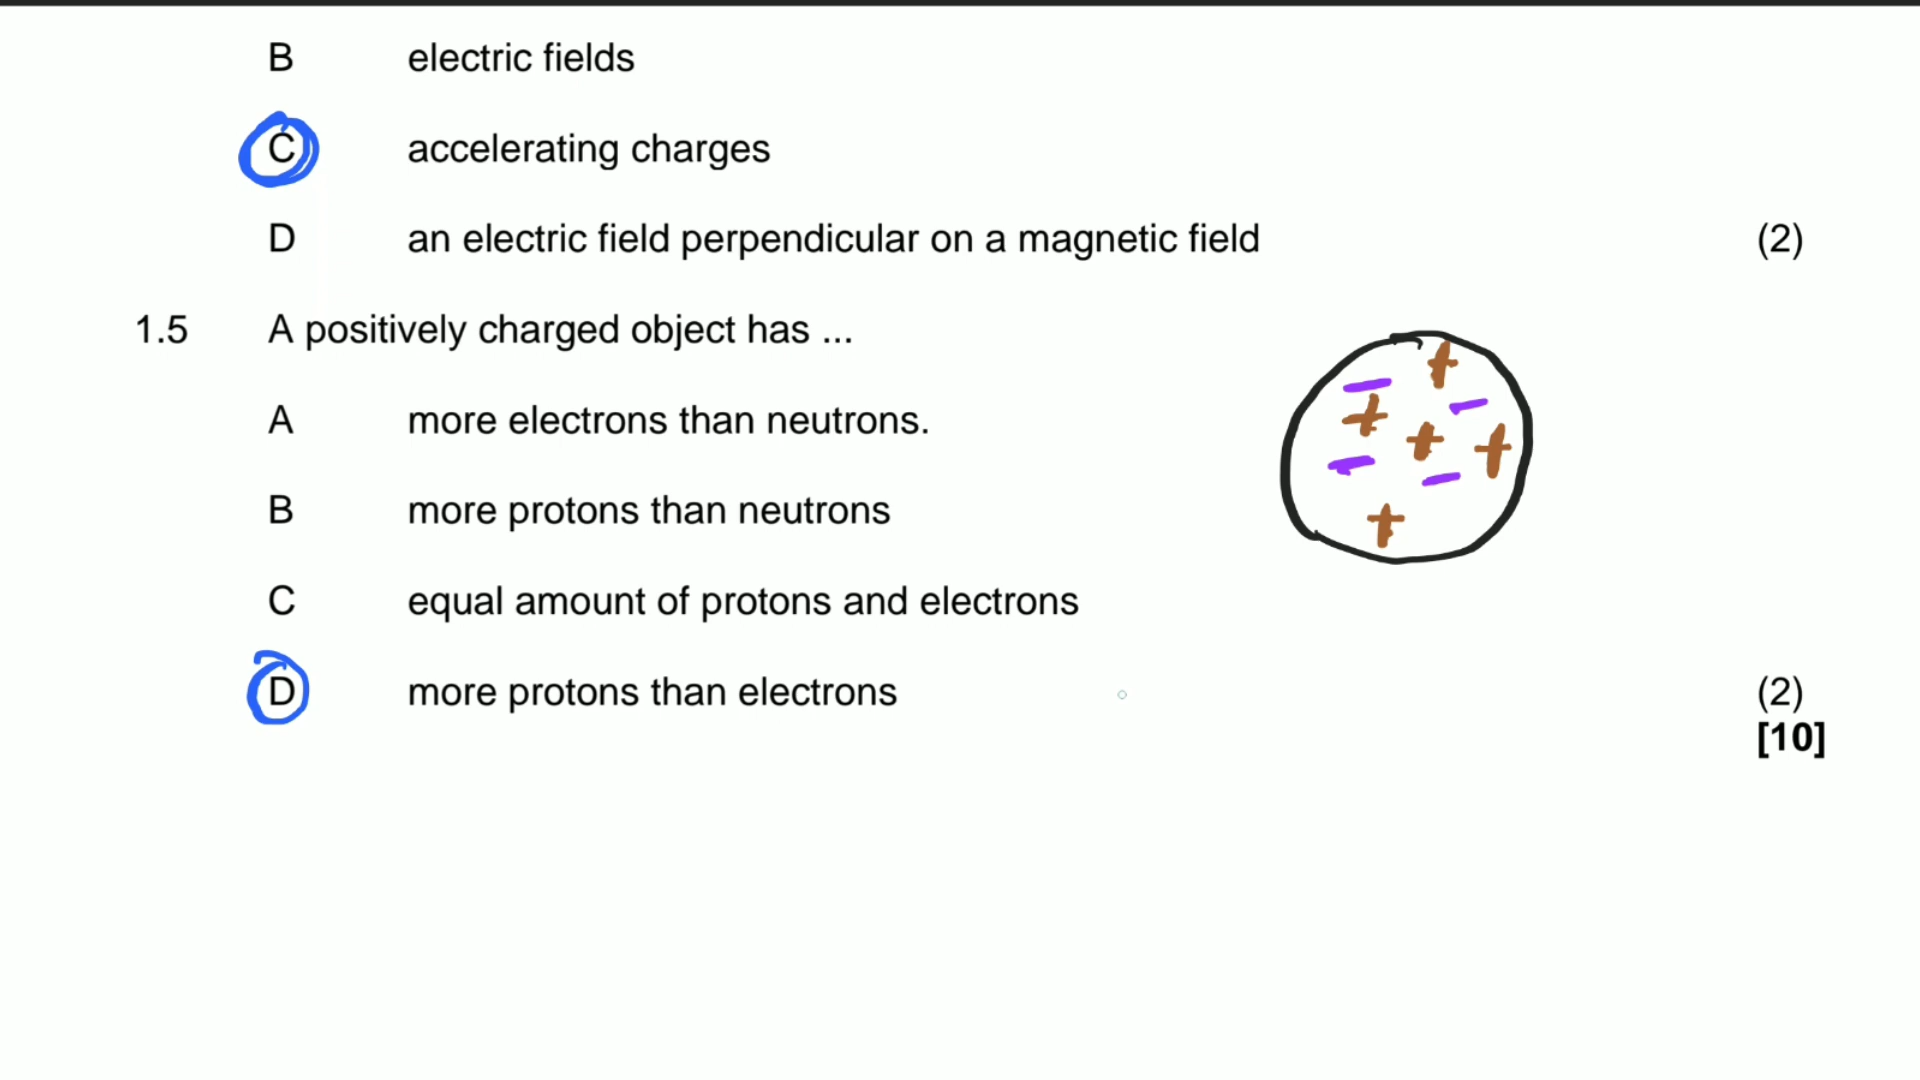 B electric fields
C accelerating charges
D an electric field perpendicular on a magnetic field (2)
1.5 A positively charged object has ...
A more electrons than neutrons.
B more protons than neutrons
C equal amount of protons and electrons
D more protons than electrons (2)
[10]